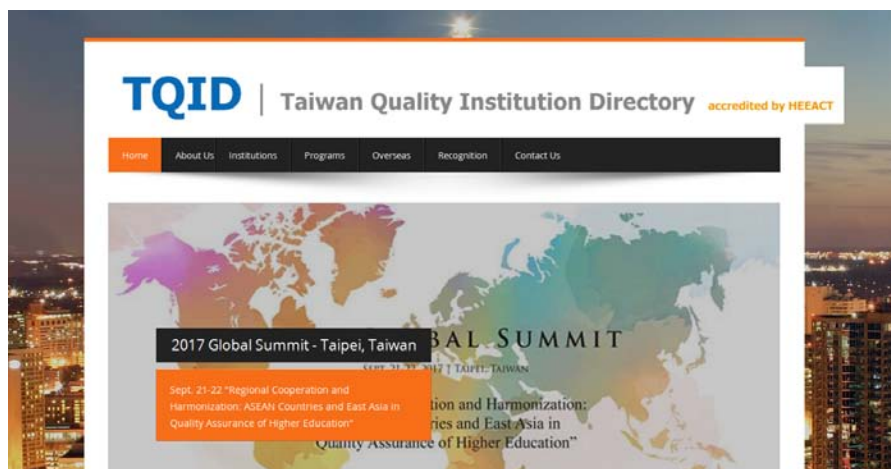 TQID | Taiwan Quality Institution Directory accredited by HEEACT
Home About Us Institutions Programs Overseas Recognition Contact Us
BAL SUMMIT
2017 Global Summit - Taipei, Taiwan
SEPT. 21-22, 2017 | TAIPEI, TAIWAN
Sept. 21-22 "Regional Cooperation and
Harmonization: ASEAN Countries and East Asia in
Quality Assurance of Higher Education"
tion and Harmonization:
ries and East Asia in
Quality Assurance of Higher Education”